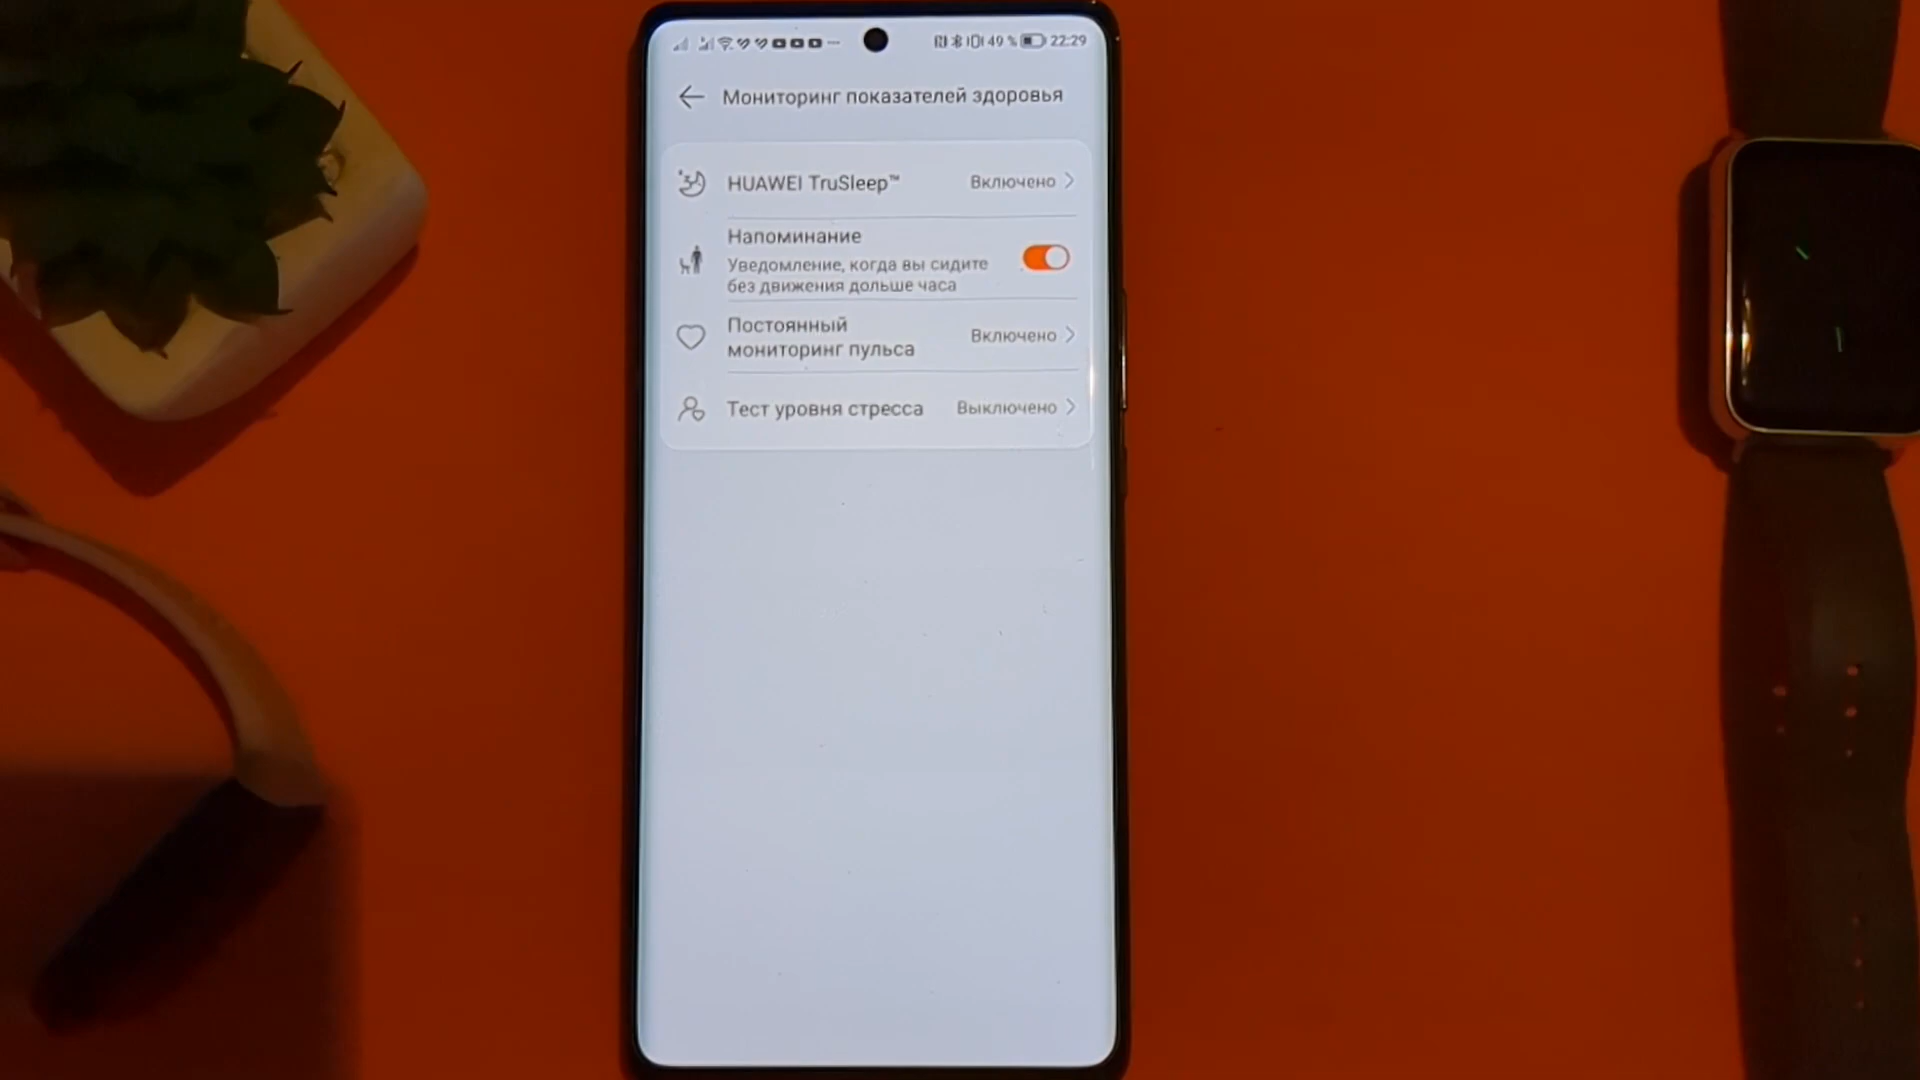 49 % 22:29
Мониторинг показателей здоровья
HUAWEI TruSleep™ Включено
Напоминание
Уведомление, когда вы сидите
без движения дольше часа
Постоянный
мониторинг пульса
Включено
Тест уровня стресса Выключено